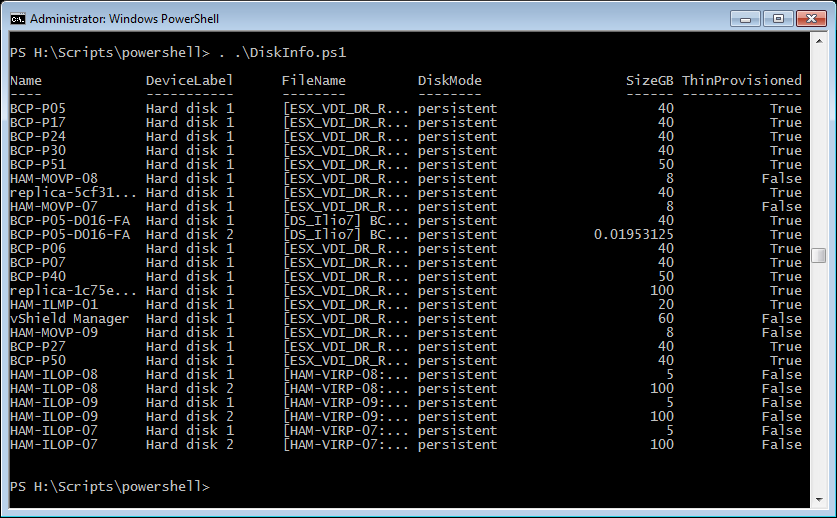 Administrator: Windows PowerShell
PS H:\Scripts\powershell> . .\DiskInfo.ps1
Name DeviceLabel FileName DiskMode SizeGB ThinProvisioned
---- ----------- -------- -------- ------ ---------------
BCP-P05 Hard disk 1 [ESX_VDI_DR_R... persistent 40 True
BCP-P17 Hard disk 1 [ESX_VDI_DR_R... persistent 40 True
BCP-P24 Hard disk 1 [ESX_VDI_DR_R... persistent 40 True
BCP-P30 Hard disk 1 [ESX_VDI_DR_R... persistent 40 True
BCP-P51 Hard disk 1 [ESX_VDI_DR_R... persistent 50 True
HAM-MOVP-08 Hard disk 1 [ESX_VDI_DR_R... persistent 8 False
replica-5cf31... Hard disk 1 [ESX_VDI_DR_R... persistent 40 True
HAM-MOVP-07 Hard disk 1 [ESX_VDI_DR_R... persistent 8 False
BCP-P05-D016-FA Hard disk 1 [DS_Ilio7] BC... persistent 40 True
BCP-P05-D016-FA Hard disk 2 [DS_Ilio7] BC... persistent 0.01953125 True
BCP-P06 Hard disk 1 [ESX_VDI_DR_R... persistent 40 True
BCP-P07 Hard disk 1 [ESX_VDI_DR_R... persistent 40 True
BCP-P40 Hard disk 1 [ESX_VDI_DR_R... persistent 50 True
replica-1c75e... Hard disk 1 [ESX_VDI_DR_R... persistent 100 True
HAM-ILMP-01 Hard disk 1 [ESX_VDI_DR_R... persistent 20 True
vShield Manager Hard disk 1 [ESX_VDI_DR_R... persistent 60 False
HAM-MOVP-09 Hard disk 1 [ESX_VDI_DR_R... persistent 8 False
BCP-P27 Hard disk 1 [ESX_VDI_DR_R... persistent 40 True
BCP-P50 Hard disk 1 [ESX_VDI_DR_R... persistent 40 True
HAM-ILOP-08 Hard disk 1 [HAM-VIRP-08:... persistent 5 False
HAM-ILOP-08 Hard disk 2 [HAM-VIRP-08:... persistent 100 False
HAM-ILOP-09 Hard disk 1 [HAM-VIRP-09:... persistent 5 False
HAM-ILOP-09 Hard disk 2 [HAM-VIRP-09:... persistent 100 False
HAM-ILOP-07 Hard disk 1 [HAM-VIRP-07:... persistent 5 False
HAM-ILOP-07 Hard disk 2 [HAM-VIRP-07:... persistent 100 False
PS H:\Scripts\powershell>